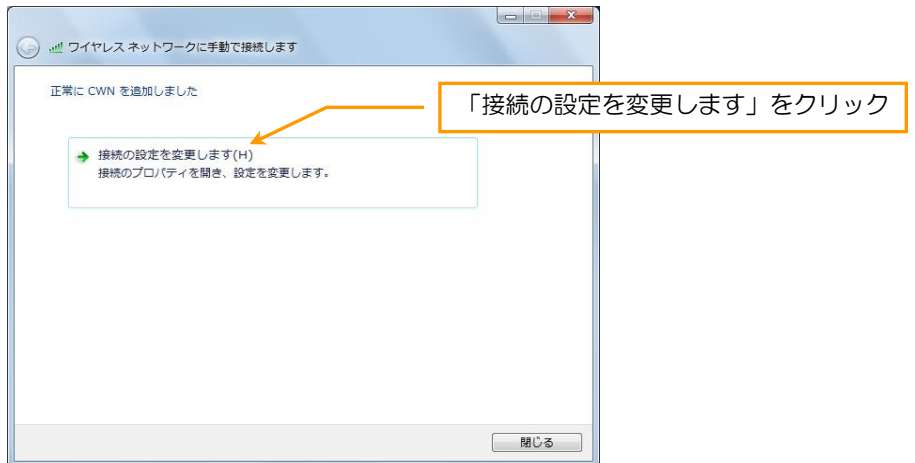 ワイヤレス ネットワークに手動で接続します
正常に CWN を追加しました
「接続の設定を変更します」をクリック
接続の設定を変更します(H)
接続のプロパティを開き、設定を変更します。
閉じる